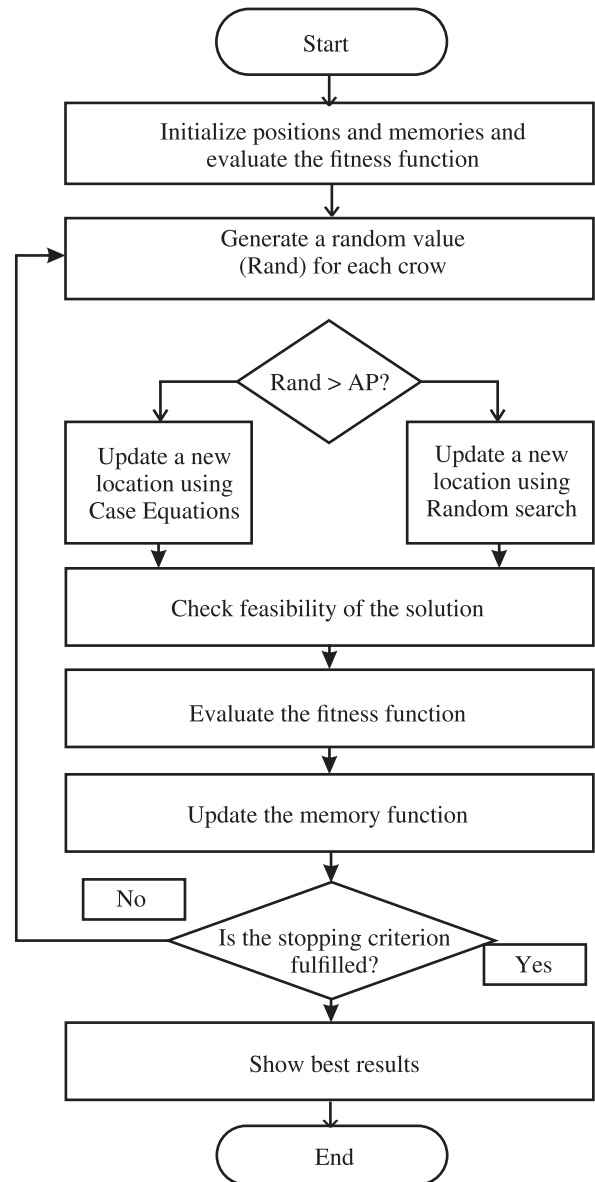 Start
Initialize positions and memories and
evaluate the fitness function
Generate a random value
(Rand) for each crow
Rand > AP?
Update a new
location using
Case Equations
Update a new
location using
Random search
Check feasibility of the solution
Evaluate the fitness function
Update the memory function
No
Is the stopping criterion
fulfilled?
Yes
Show best results
End